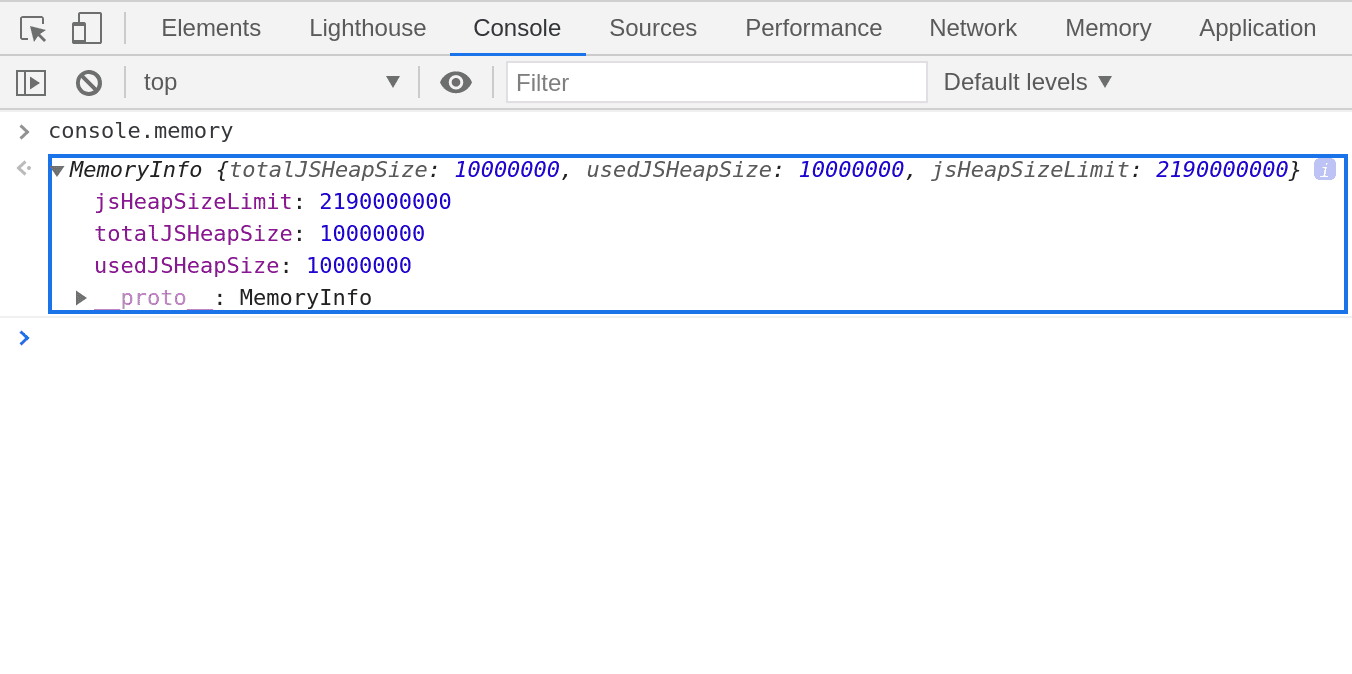 Elements Lighthouse Console Sources Performance Network Memory Application
top Filter Default levels
console.memory
MemoryInfo {totalJSHeapSize: 10000000, usedJSHeapSize: 10000000, jsHeapSizeLimit: 2190000000} i
jsHeapSizeLimit: 2190000000
totalJSHeapSize: 10000000
usedJSHeapSize: 10000000
__proto__: MemoryInfo